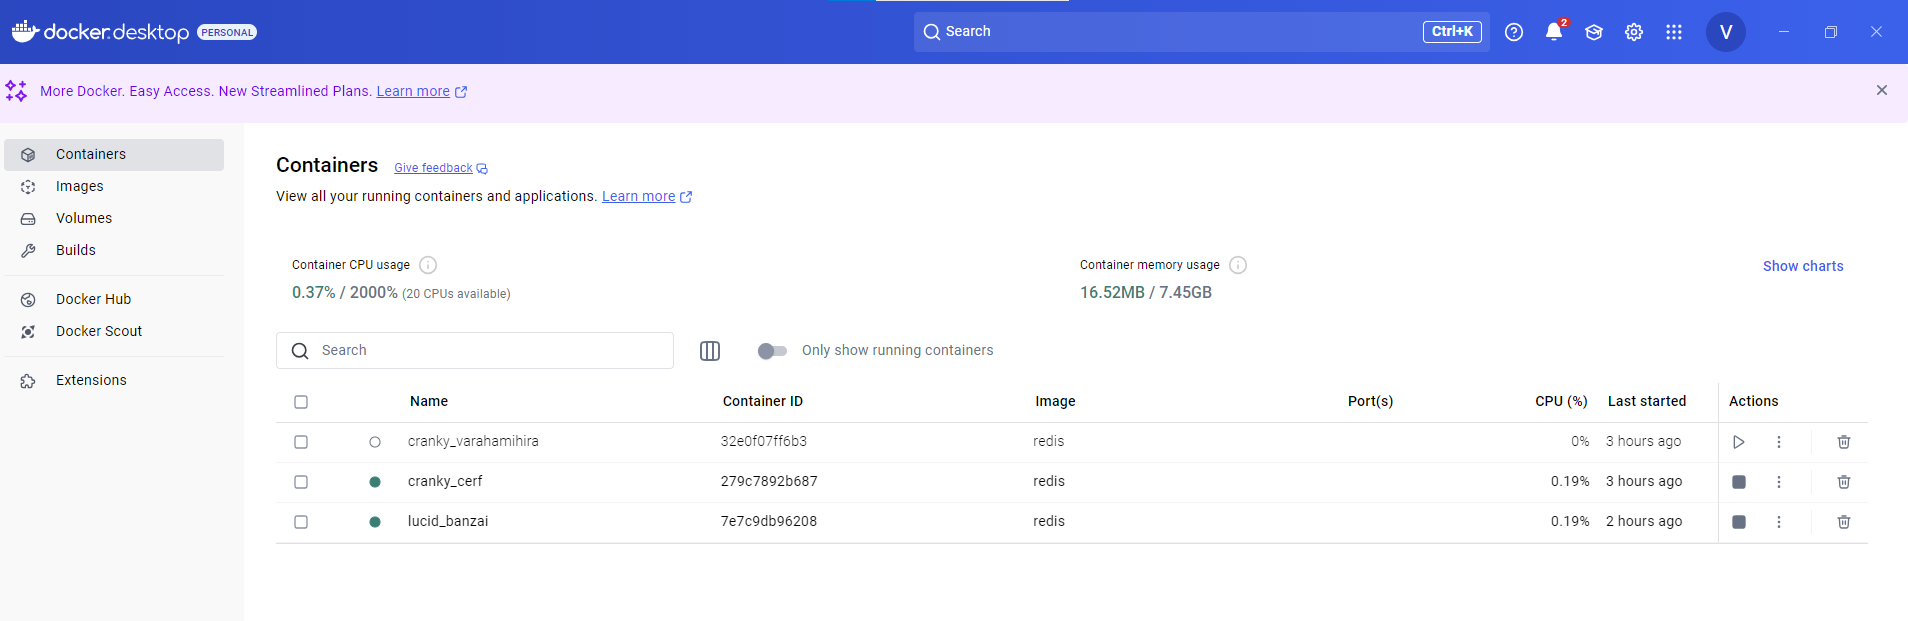 docker desktop PERSONAL
Search Ctrl+K
2
V
More Docker. Easy Access. New Streamlined Plans. Learn more
Containers
Images
Volumes
Builds
Docker Hub
Docker Scout
Extensions
Containers Give feedback
View all your running containers and applications. Learn more
Container CPU usage
0.37% / 2000% (20 CPUs available)
Container memory usage
16.52MB / 7.45GB
Show charts
Search
Only show running containers
Name Container ID Image Port(s) CPU (%) Last started Actions
cranky_varahamihira 32e0f07ff6b3 redis 0% 3 hours ago
cranky_cerf 279c7892b687 redis 0.19% 3 hours ago
lucid_banzai 7e7c9db96208 redis 0.19% 2 hours ago